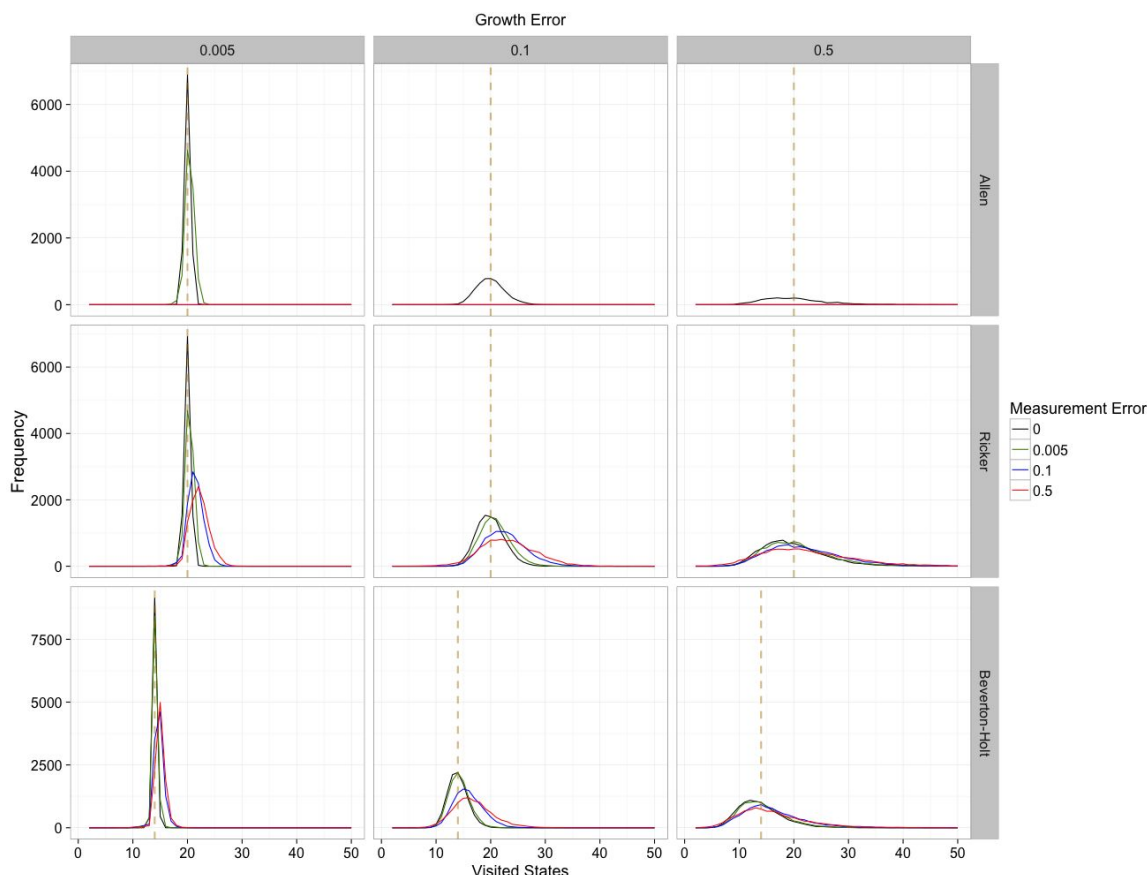 Growth Error
0.005 0.1 0.5
6000
4000
2000
0
Allen
6000
4000
2000
0
Ricker
Frequency
Measurement Error
0
0.005
0.1
0.5
7500
5000
2500
0
Beverton-Holt
0 10 20 30 40 50 0 10 20 30 40 50 0 10 20 30 40 50
Visited States